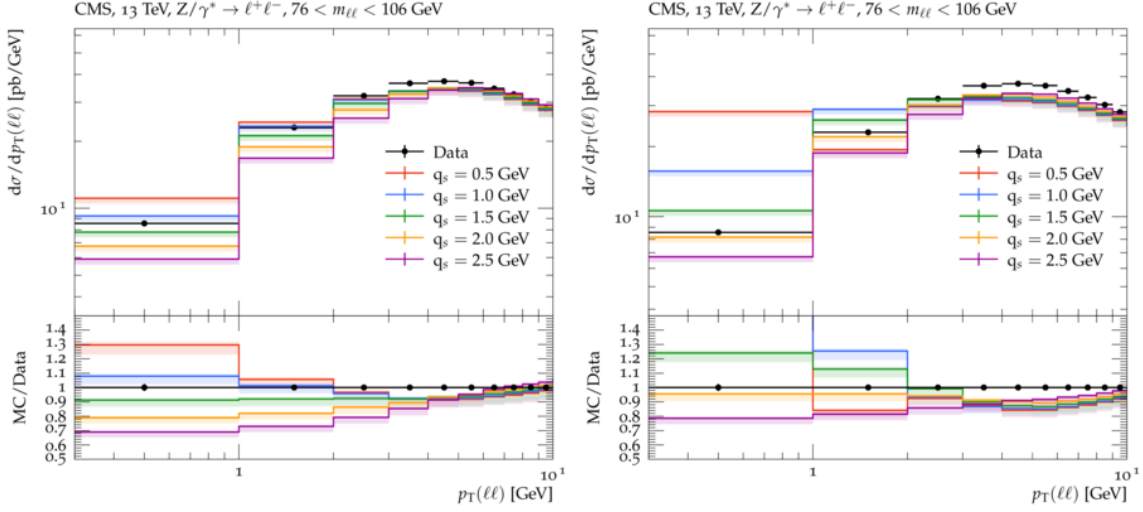 CMS, 13 TeV, Z/γ* → ℓ+ℓ−, 76 < mℓℓ < 106 GeV
dσ/dpT(ℓℓ) [pb/GeV]
10¹
Data
qs = 0.5 GeV
qs = 1.0 GeV
qs = 1.5 GeV
qs = 2.0 GeV
qs = 2.5 GeV
MC/Data
1.4
1.3
1.2
1.1
1
0.9
0.8
0.7
0.6
0.5
1
10¹
pT(ℓℓ) [GeV]
CMS, 13 TeV, Z/γ* → ℓ+ℓ−, 76 < mℓℓ < 106 GeV
dσ/dpT(ℓℓ) [pb/GeV]
10¹
Data
qs = 0.5 GeV
qs = 1.0 GeV
qs = 1.5 GeV
qs = 2.0 GeV
qs = 2.5 GeV
MC/Data
1.4
1.3
1.2
1.1
1
0.9
0.8
0.7
0.6
0.5
1
10¹
pT(ℓℓ) [GeV]